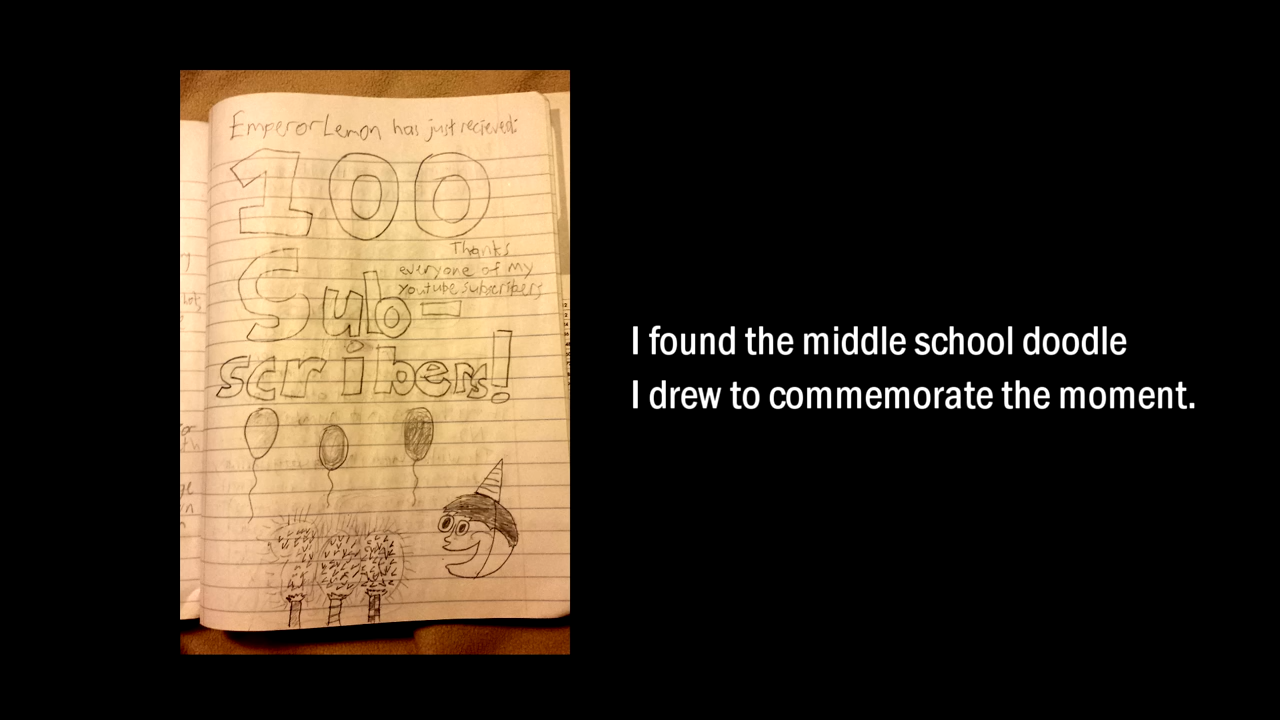 EmperorLemon has just recieved:
100
Thanks
everyone of my
Youtube subscribers
Sub-
scribers!
I found the middle school doodle
I drew to commemorate the moment.